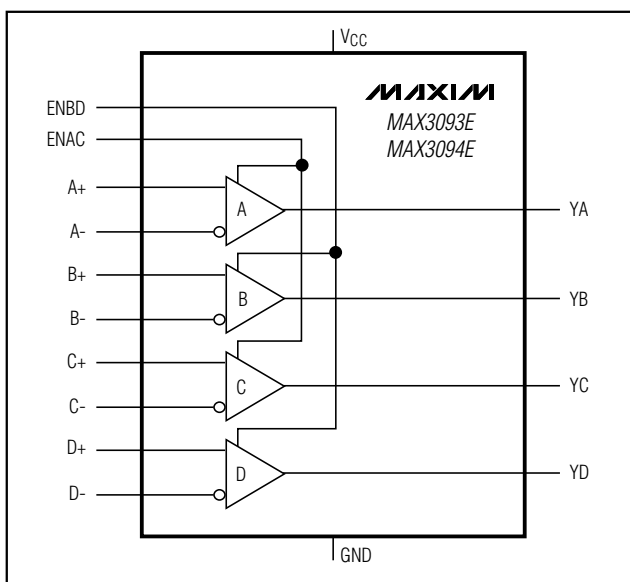 VCC
MAXIM
MAX3093E
MAX3094E
ENBD
ENAC
A+
A-
A
YA
B+
B-
B
YB
C+
C-
C
YC
D+
D-
D
YD
GND